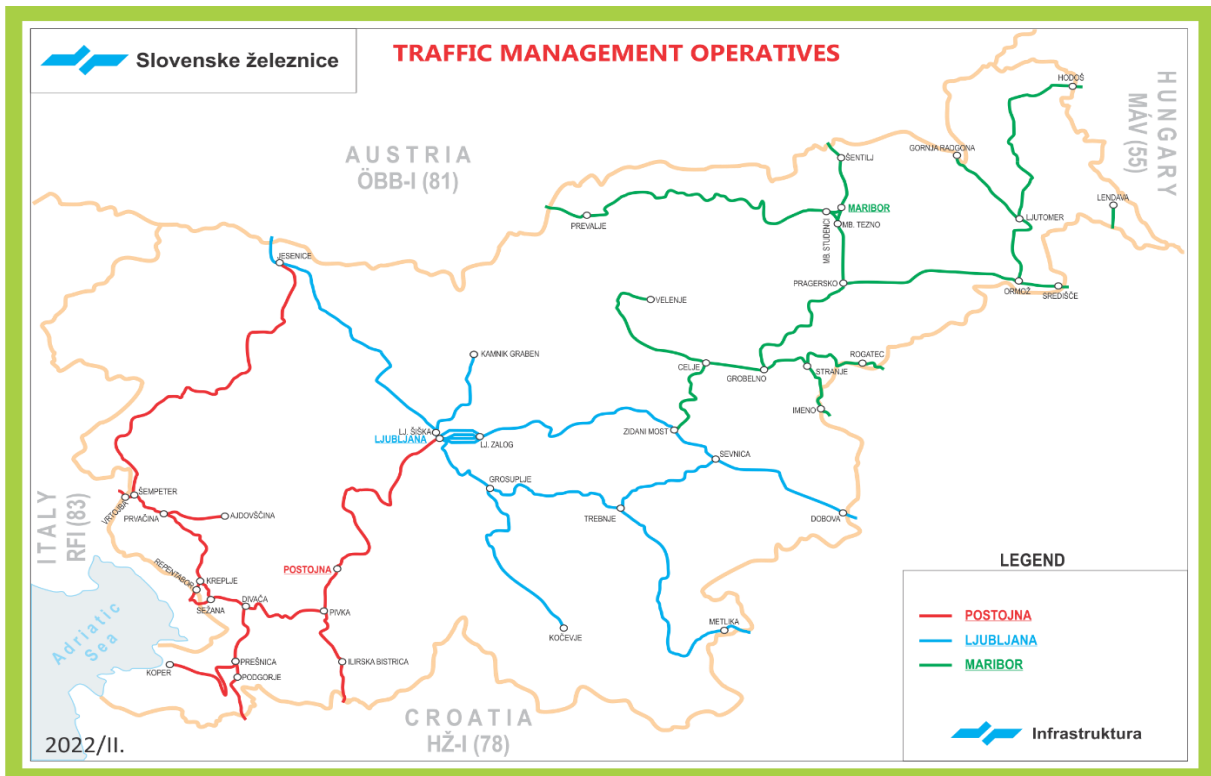 Slovenske železnice
TRAFFIC MANAGEMENT OPERATIVES
HUNGARY
MÁV (55)
AUSTRIA
ÖBB-I (81)
HODOŠ
GORNJA RADGONA
ŠENTILJ
LENDAVA
MARIBOR
LJUTOMER
PREVALJE
MB. STUDENCI
MB. TEZNO
JESENICE
PRAGERSKO
ORMOŽ
SREDIŠČE
VELENJE
KAMNIK GRABEN
CELJE
GROBELNO
STRANJE
ROGATEC
IMENO
LJ. ŠIŠKA
LJUBLJANA
LJ. ZALOG
ZIDANI MOST
SEVNICA
GROSUPLJE
ITALY
RFI (83)
ŠEMPETER
VRTOJBA
PRVAČINA
AJDOVŠČINA
TREBNJE
DOBOVA
POSTOJNA
REPENTABOR
KREPLJE
SEŽANA
DIVAČA
PIVKA
KOČEVJE
METLIKA
Adriatic
Sea
KOPER
PREŠNICA
PODGORJE
ILIRSKA BISTRICA
CROATIA
HŽ-I (78)
LEGEND
POSTOJNA
LJUBLJANA
MARIBOR
Infrastruktura
2022/II.